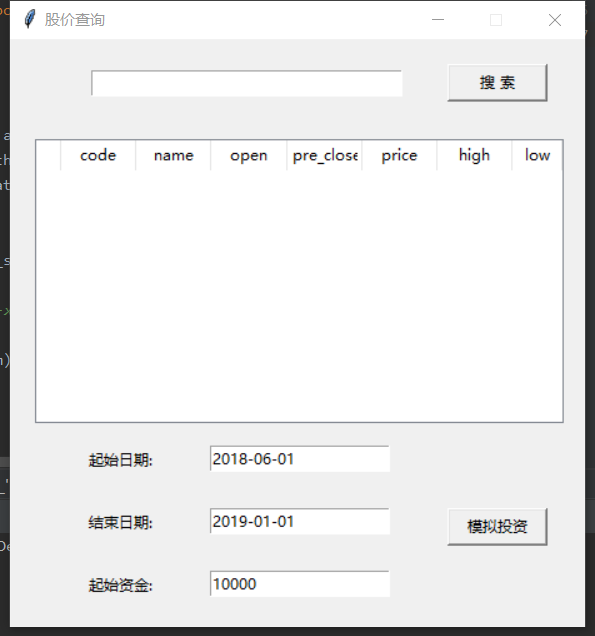 股价查询
搜 索
code name open pre_close price high low
起始日期: 2018-06-01
结束日期: 2019-01-01
模拟投资
起始资金: 10000